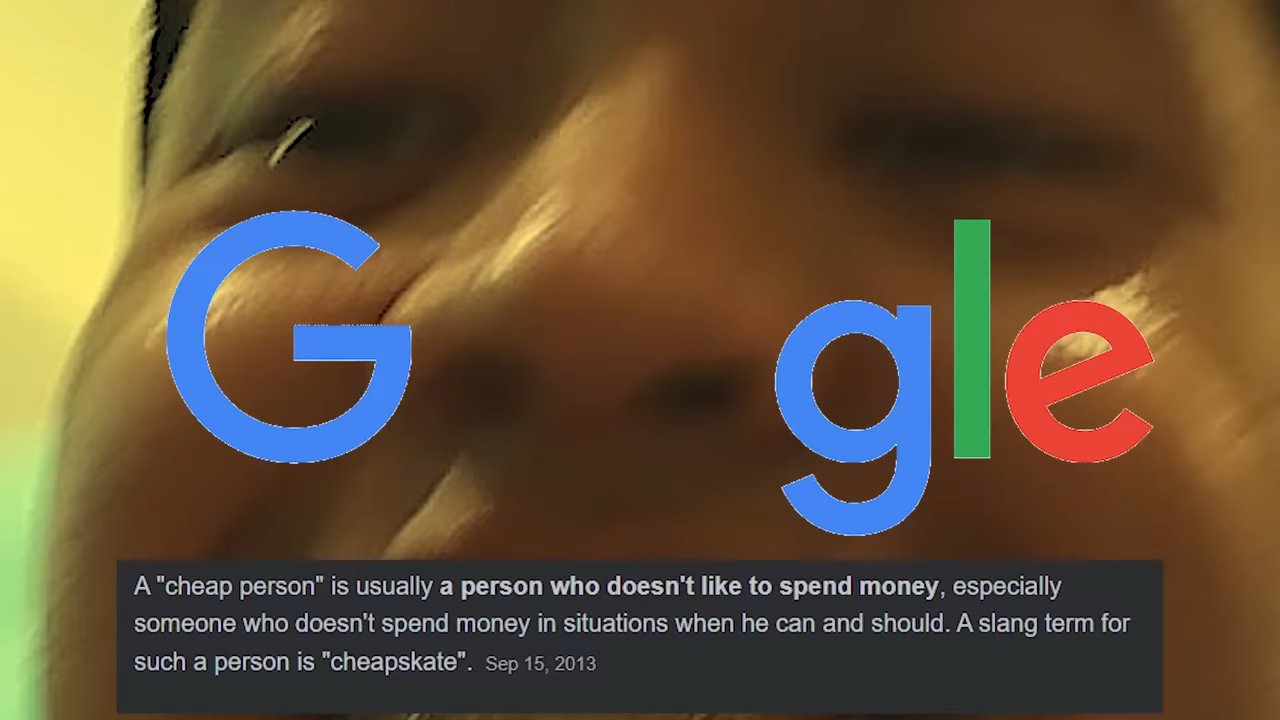 G gle
A "cheap person" is usually a person who doesn't like to spend money, especially
someone who doesn't spend money in situations when he can and should. A slang term for
such a person is "cheapskate". Sep 15, 2013